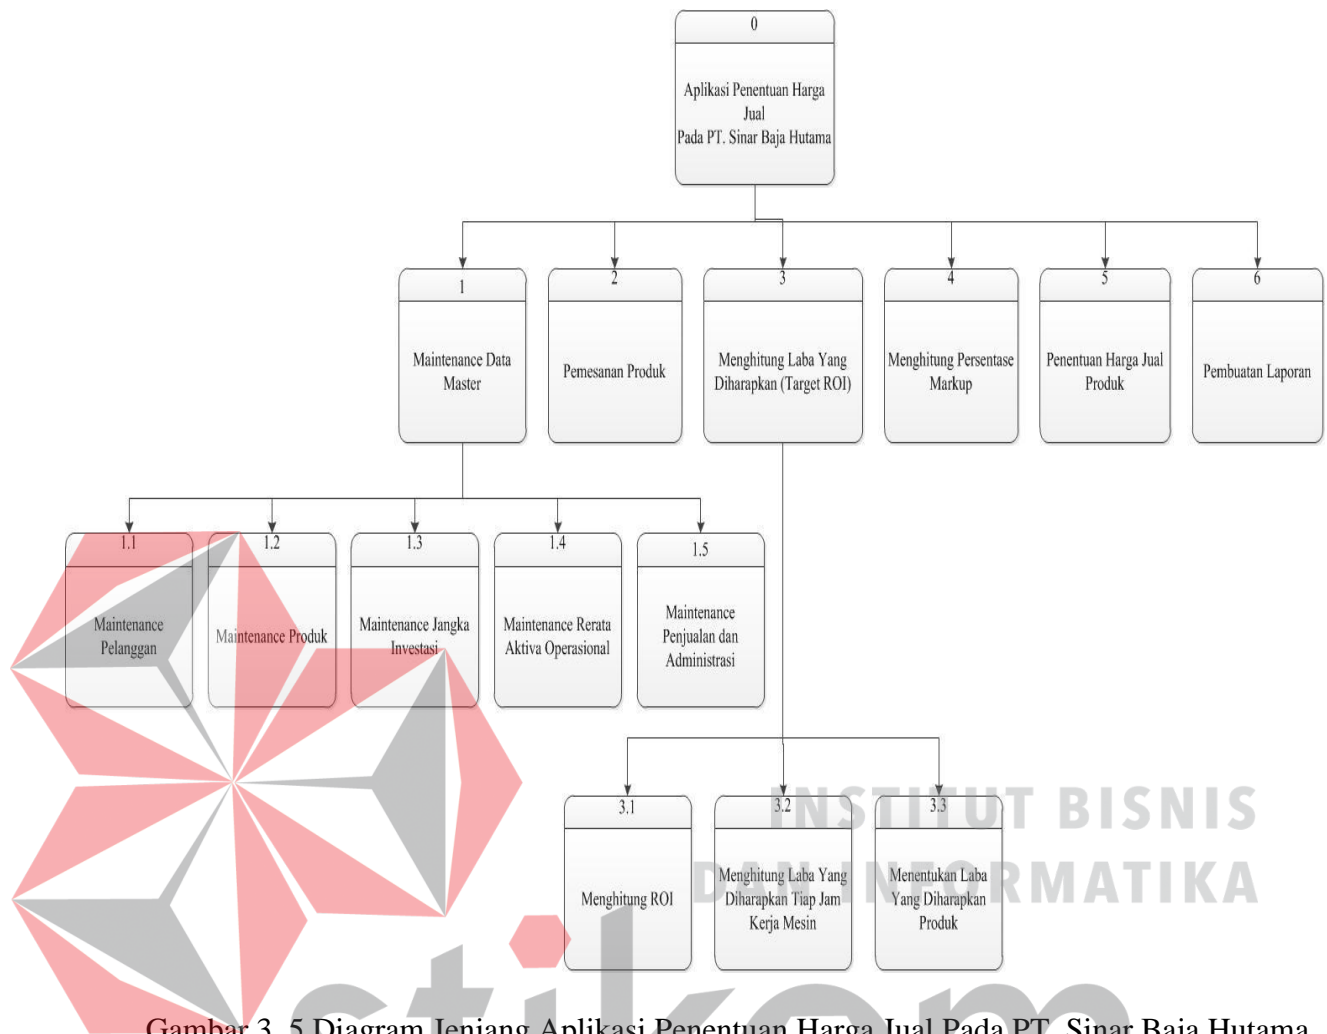 0
Aplikasi Penentuan Harga
Jual
Pada PT. Sinar Baja Hutama
1
Maintenance Data
Master
2
Pemesanan Produk
3
Menghitung Laba Yang
Diharapkan (Target ROI)
4
Menghitung Persentase
Markup
5
Penentuan Harga Jual
Produk
6
Pembuatan Laporan
1.1
Maintenance
Pelanggan
1.2
Maintenance Produk
1.3
Maintenance Jangka
Investasi
1.4
Maintenance Rerata
Aktiva Operasional
1.5
Maintenance
Penjualan dan
Administrasi
3.1
Menghitung ROI
3.2
Menghitung Laba Yang
Diharapkan Tiap Jam
Kerja Mesin
3.3
Menentukan Laba
Yang Diharapkan
Produk
INSTITUT BISNIS
DAN INFORMATIKA
stikom
Gambar 3. 5 Diagram Jenjang Aplikasi Penentuan Harga Jual Pada PT. Sinar Baja Hutama